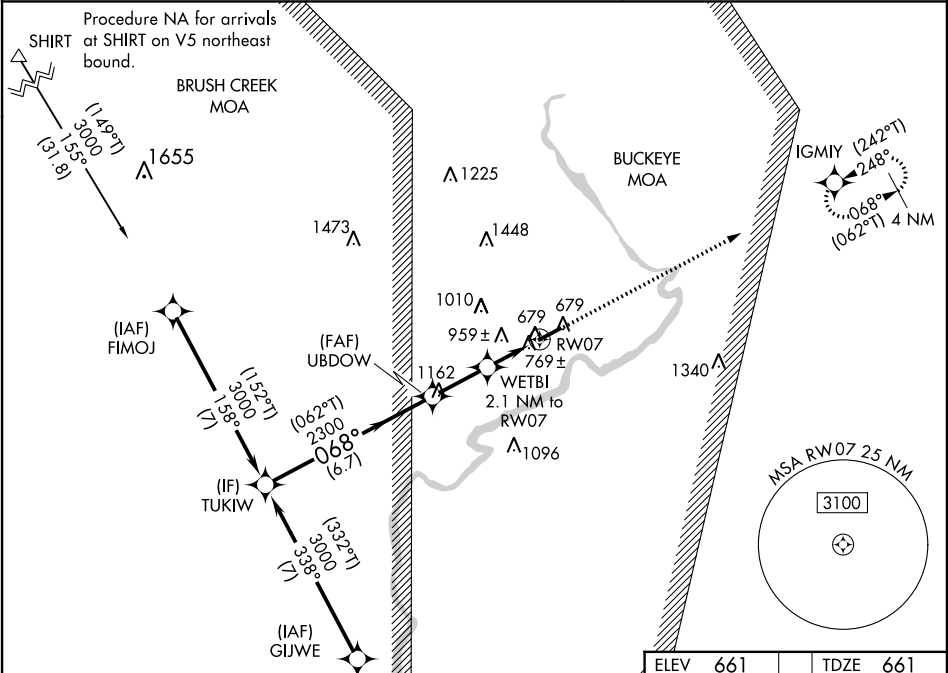 Procedure NA for arrivals
at SHIRT on V5 northeast
bound.
SHIRT
BRUSH CREEK
MOA
(149°T)
3000
155°
(31.8)
1655
1225
BUCKEYE
MOA
IGMIY
(242°T)
248°
068°
(062°T)
4 NM
1473
1448
1010
679
679
959±
RW07
769±
(IAF)
FIMOJ
(FAF)
UBDOW
1162
WETBI
2.1 NM to
RW07
1340
(152°T)
3000
158°
(7)
(062°T)
2300
068°
(6.7)
1096
(IF)
TUKIW
MSA RW07 25 NM
3100
(332°T)
3000
338°
(7)
(IAF)
GIJWE
ELEV 661
TDZE 661